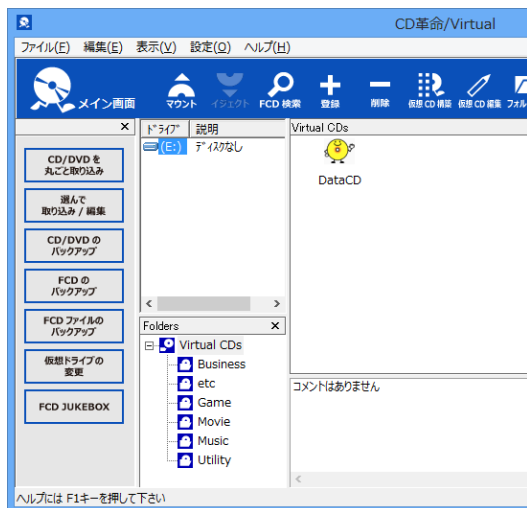 CD革命/Virtual
ファイル(F) 編集(E) 表示(V) 設定(O) ヘルプ(H)
メイン画面 マウント イジェクト FCD 検索 登録 削除 仮想 CD 構築 仮想 CD 編集 フォル
ドライブ 説明
(E:) ディスクなし
CD/DVD を
丸ごと取り込み
選んで
取り込み / 編集
CD/DVD の
バックアップ
FCD の
バックアップ
FCD ファイルの
バックアップ
仮想ドライブの
変更
FCD JUKEBOX
Folders
Virtual CDs
Business
etc
Game
Movie
Music
Utility
Virtual CDs
DataCD
コメントはありません
ヘルプには F1キーを押して下さい